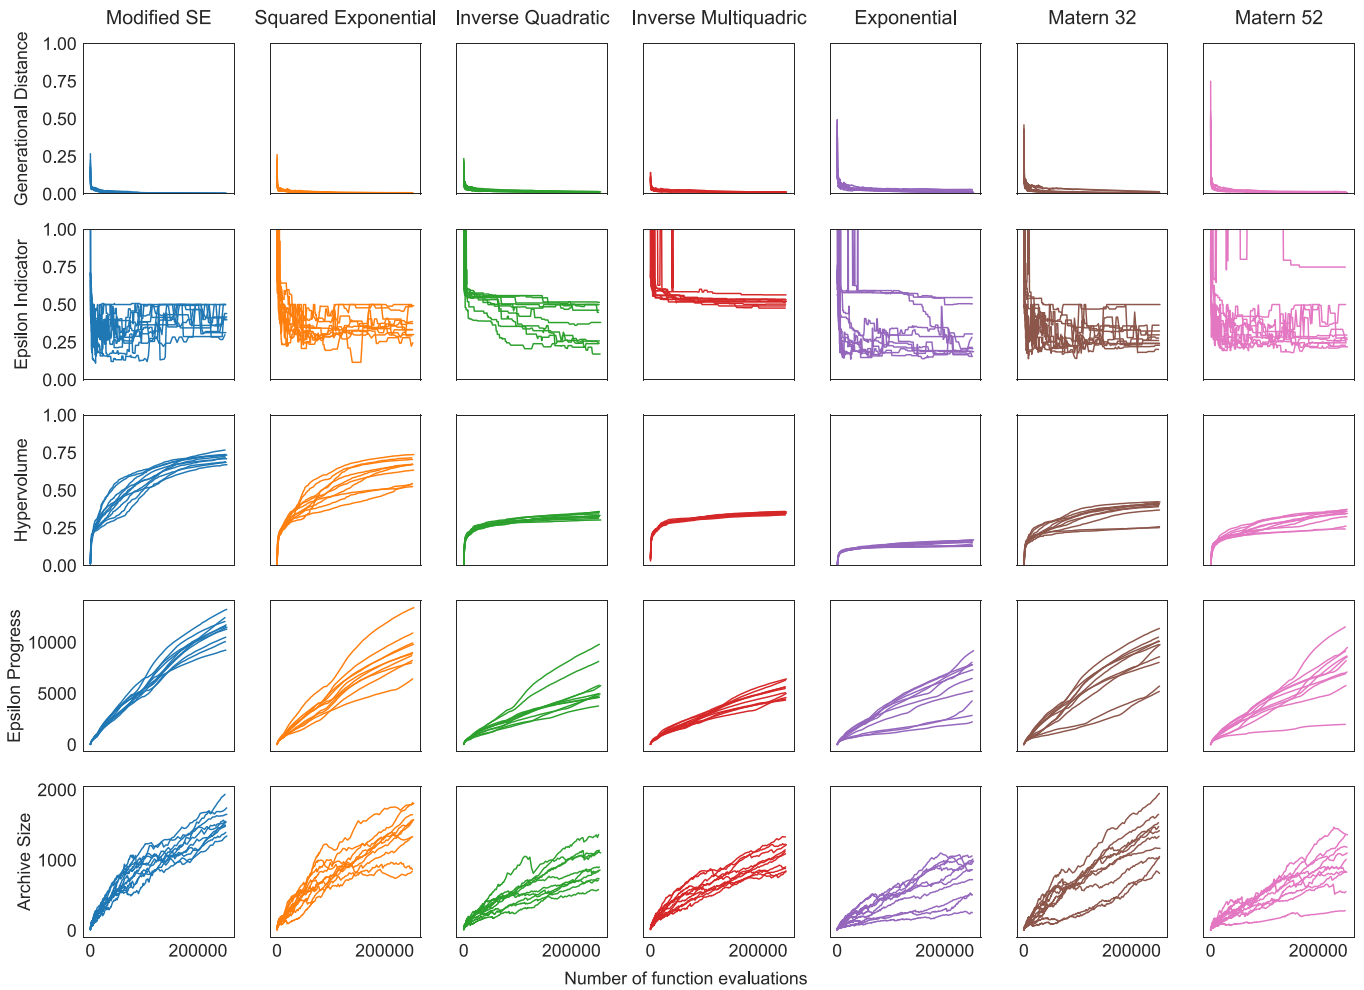 Modified SE Squared Exponential Inverse Quadratic Inverse Multiquadric Exponential Matern 32 Matern 52
Generational Distance
1.00
0.75
0.50
0.25
0.00
Epsilon Indicator
1.00
0.75
0.50
0.25
0.00
Hypervolume
1.00
0.75
0.50
0.25
0.00
Epsilon Progress
10000
5000
0
Archive Size
2000
1000
0
0 200000 0 200000 0 200000 0 200000 0 200000 0 200000 0 200000
Number of function evaluations